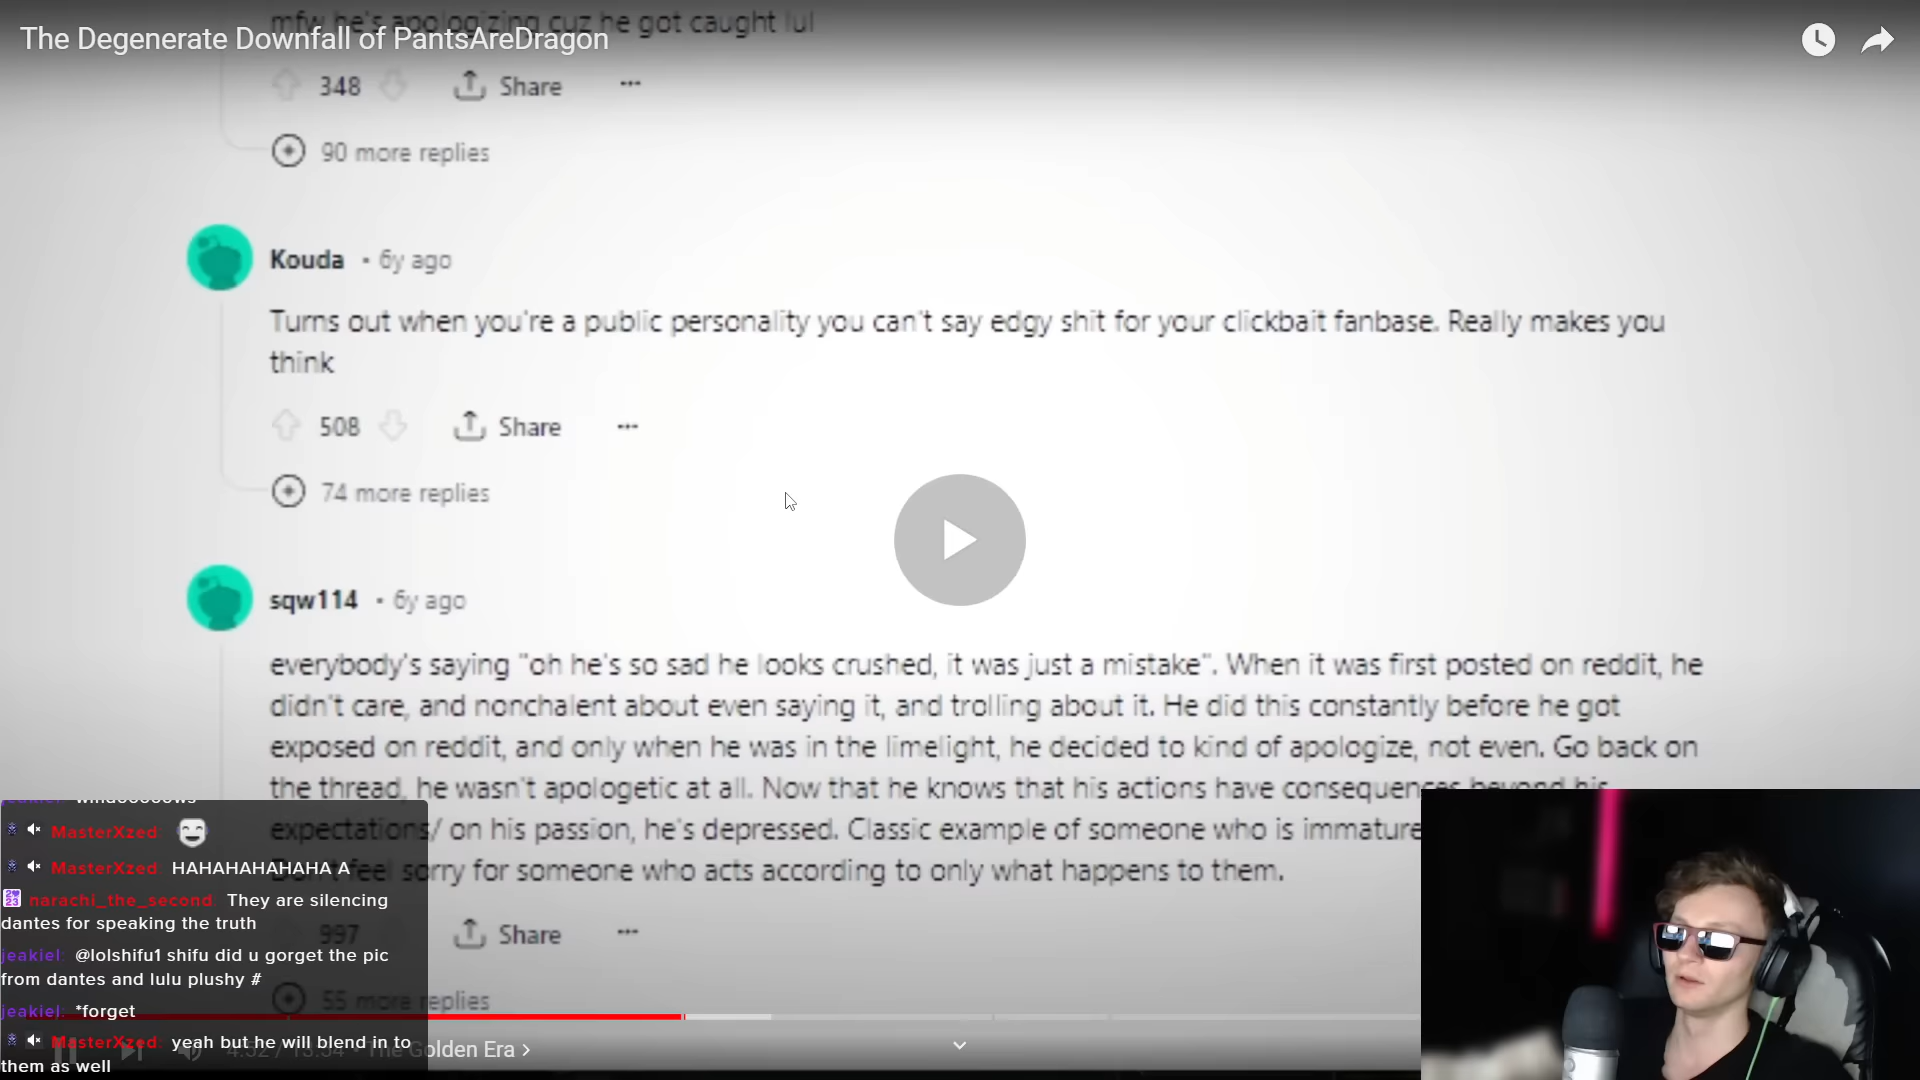 mfw he's apologizing cuz he got caught lul
The Degenerate Downfall of PantsAreDragon
348 Share ...
90 more replies
Kouda • 6y ago
Turns out when you're a public personality you can't say edgy shit for your clickbait fanbase. Really makes you
think
508 Share ...
74 more replies
sqw114 • 6y ago
everybody's saying "oh he's so sad he looks crushed, it was just a mistake". When it was first posted on reddit, he
didn't care, and nonchalent about even saying it, and trolling about it. He did this constantly before he got
exposed on reddit, and only when he was in the limelight, he decided to kind of apologize, not even. Go back on
the thread, he wasn't apologetic at all. Now that he knows that his actions have consequences beyond his
expectations/ on his passion, he's depressed. Classic example of someone who is immature
feel sorry for someone who acts according to only what happens to them.
997 Share ...
55 more replies
jeakiel: windooooows
MasterXzed:
MasterXzed: HAHAHAHAHAHA A
narachi_the_second: They are silencing
dantes for speaking the truth
jeakiel: @lolshifu1 shifu did u gorget the pic
from dantes and lulu plushy #
jeakiel: *forget
MasterXzed: yeah but he will blend in to
them as well
4:52 / 13:54 • The Golden Era >